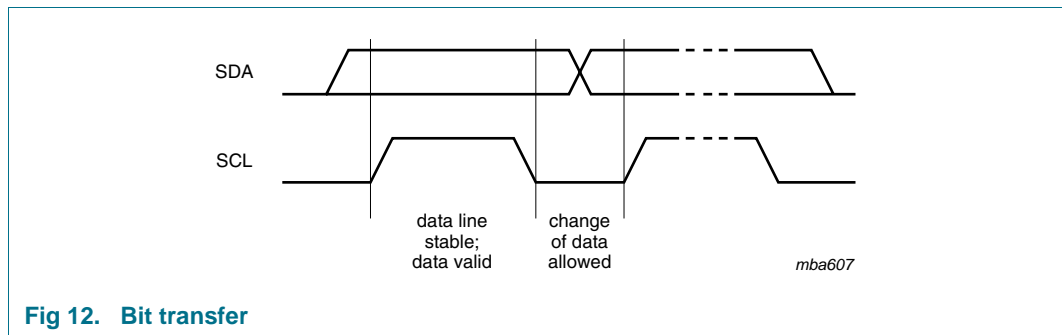 SDA
SCL
data line
stable;
data valid
change
of data
allowed
mba607
Fig 12. Bit transfer